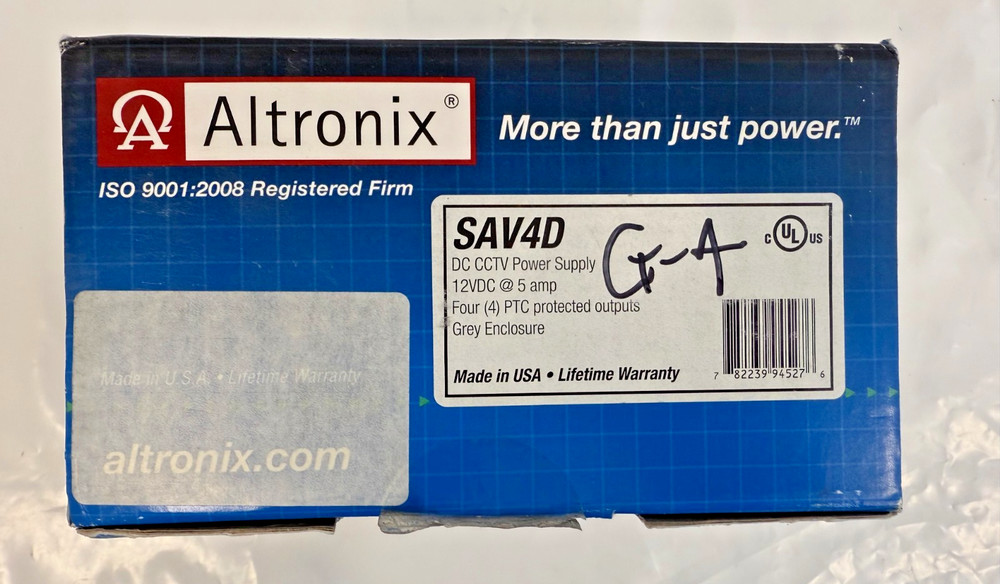 Altronix®
More than just power.™
ISO 9001:2008 Registered Firm
SAV4D
G-A
DC CCTV Power Supply
12VDC @ 5 amp
Four (4) PTC protected outputs
Grey Enclosure
Made in USA • Lifetime Warranty
C UL US
7 82239 94527 6
Made in U.S.A. • Lifetime Warranty
altronix.com